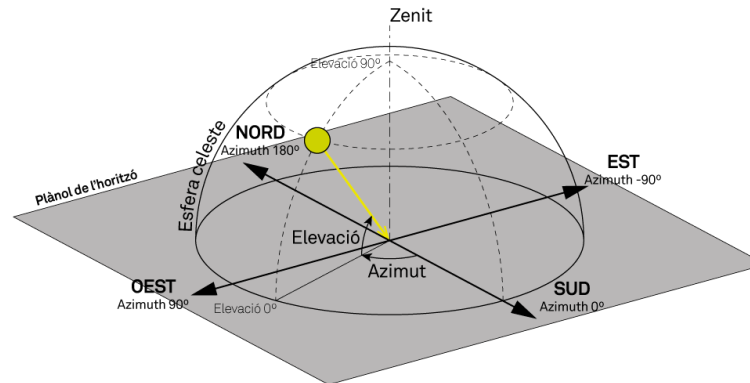 Zenit
Elevació 90º
Esfera celeste
NORD
Azimuth 180º
EST
Azimuth -90º
Plànol de l'horitzó
Elevació
Azimut
OEST
Azimuth 90º
Elevació 0º
SUD
Azimuth 0º